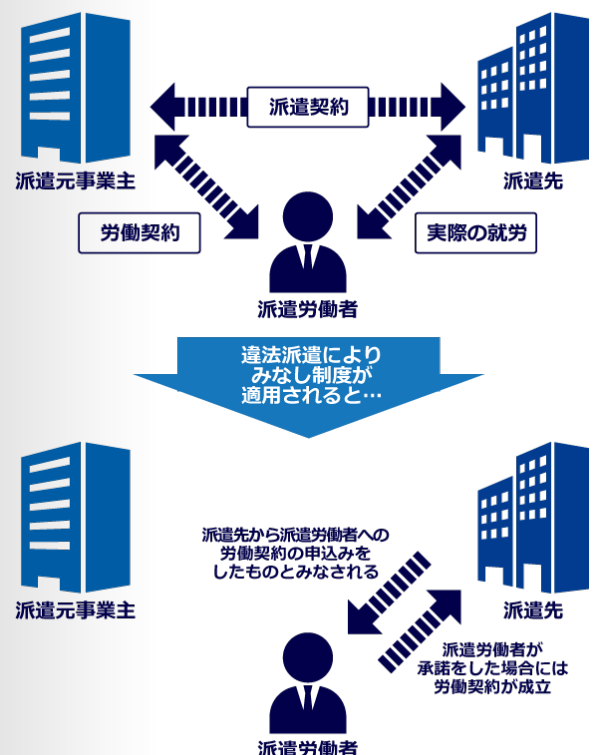 派遣契約
派遣元事業主
派遣先
労働契約
実際の就労
派遣労働者
違法派遣により
みなし制度が
適用されると…
派遣先から派遣労働者への
労働契約の申込みを
したものとみなされる
派遣元事業主
派遣先
派遣労働者が
承諾をした場合には
労働契約が成立
派遣労働者